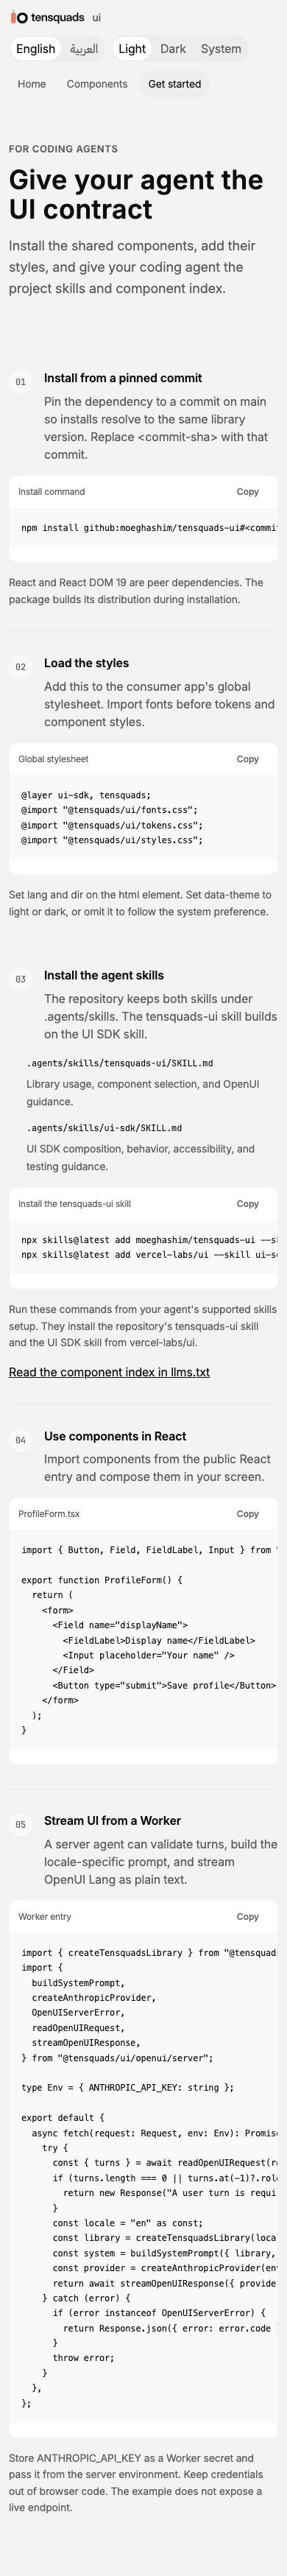 tensquads ui
English العربية Light Dark System
Home Components Get started
FOR CODING AGENTS
Give your agent the
UI contract
Install the shared components, add their
styles, and give your coding agent the
project skills and component index.
01 Install from a pinned commit
Pin the dependency to a commit on main
so installs resolve to the same library
version. Replace <commit-sha> with that
commit.
Install command Copy
npm install github:moeghashim/tensquads-ui#<commi
React and React DOM 19 are peer dependencies. The
package builds its distribution during installation.
02 Load the styles
Add this to the consumer app's global
stylesheet. Import fonts before tokens and
component styles.
Global stylesheet Copy
@layer ui-sdk, tensquads;
@import "@tensquads/ui/fonts.css";
@import "@tensquads/ui/tokens.css";
@import "@tensquads/ui/styles.css";
Set lang and dir on the html element. Set data-theme to
light or dark, or omit it to follow the system preference.
03 Install the agent skills
The repository keeps both skills under
.agents/skills. The tensquads-ui skill builds
on the UI SDK skill.
.agents/skills/tensquads-ui/SKILL.md
Library usage, component selection, and OpenUI
guidance.
.agents/skills/ui-sdk/SKILL.md
UI SDK composition, behavior, accessibility, and
testing guidance.
Install the tensquads-ui skill Copy
npx skills@latest add moeghashim/tensquads-ui --sk
npx skills@latest add vercel-labs/ui --skill ui-s
Run these commands from your agent's supported skills
setup. They install the repository's tensquads-ui skill
and the UI SDK skill from vercel-labs/ui.
Read the component index in llms.txt
04 Use components in React
Import components from the public React
entry and compose them in your screen.
ProfileForm.tsx Copy
import { Button, Field, FieldLabel, Input } from "
export function ProfileForm() {
return (
<form>
<Field name="displayName">
<FieldLabel>Display name</FieldLabel>
<Input placeholder="Your name" />
</Field>
<Button type="submit">Save profile</Button>
</form>
);
}
05 Stream UI from a Worker
A server agent can validate turns, build the
locale-specific prompt, and stream
OpenUI Lang as plain text.
Worker entry Copy
import { createTensquadsLibrary } from "@tensquads
import {
buildSystemPrompt,
createAnthropicProvider,
OpenUIServerError,
readOpenUIRequest,
streamOpenUIResponse,
} from "@tensquads/ui/openui/server";
type Env = { ANTHROPIC_API_KEY: string };
export default {
async fetch(request: Request, env: Env): Promise
try {
const { turns } = await readOpenUIRequest(re
if (turns.length === 0 || turns.at(-1)?.role
return new Response("A user turn is requi
}
const locale = "en" as const;
const library = createTensquadsLibrary(loca
const system = buildSystemPrompt({ library,
const provider = createAnthropicProvider(en
return await streamOpenUIResponse({ provide
} catch (error) {
if (error instanceof OpenUIServerError) {
return Response.json({ error: error.code }
}
throw error;
}
},
};
Store ANTHROPIC_API_KEY as a Worker secret and
pass it from the server environment. Keep credentials
out of browser code. The example does not expose a
live endpoint.